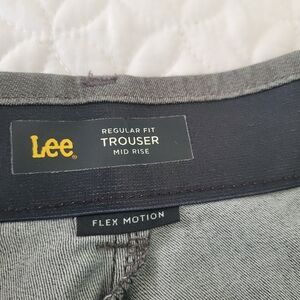 Lee®
REGULAR FIT
TROUSER
MID RISE
FLEX MOTION